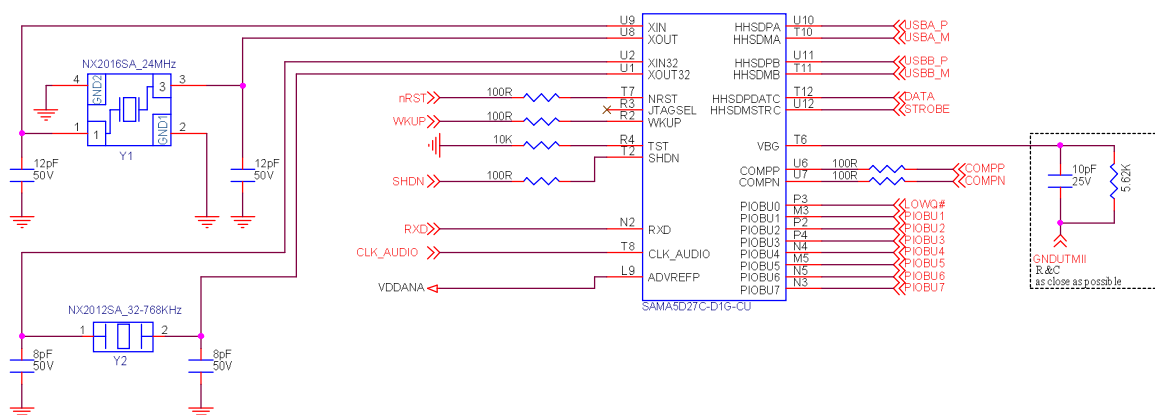 U9 XIN HHSDPA U10 USBA_P
U8 XOUT HHSDMA T10 USBA_M
U2 XIN32 HHSDPB U11 USBB_P
U1 XOUT32 HHSDMB T11 USBB_M
NX2016SA_24MHz
4 GND2 3 3
1 1 GND1 2
Y1
12pF
50V
12pF
50V
nRST 100R T7 NRST HHSDPDATC T12 DATA
R3 JTAGSEL HHSDMSTRC U12 STROBE
WKUP 100R R2 WKUP
10K R4 TST VBG T6
T2 SHDN
SHDN 100R
COMPP U6 100R COMPP
COMPN U7 100R COMPN
10pF
25V
5.62K
PIOBU0 P3 LOWQ#
PIOBU1 M3 PIOBU1
RXD N2 RXD PIOBU2 P2 PIOBU2
PIOBU3 P4 PIOBU3
CLK_AUDIO T8 CLK_AUDIO PIOBU4 N4 PIOBU4
PIOBU5 M5 PIOBU5
VDDANA L9 ADVREFP PIOBU6 N5 PIOBU6
PIOBU7 N3 PIOBU7
GNDUTMII
R&C
as close as possible
SAMA5D27C-D1G-CU
NX2012SA_32-768KHz
1 2
Y2
8pF
50V
8pF
50V